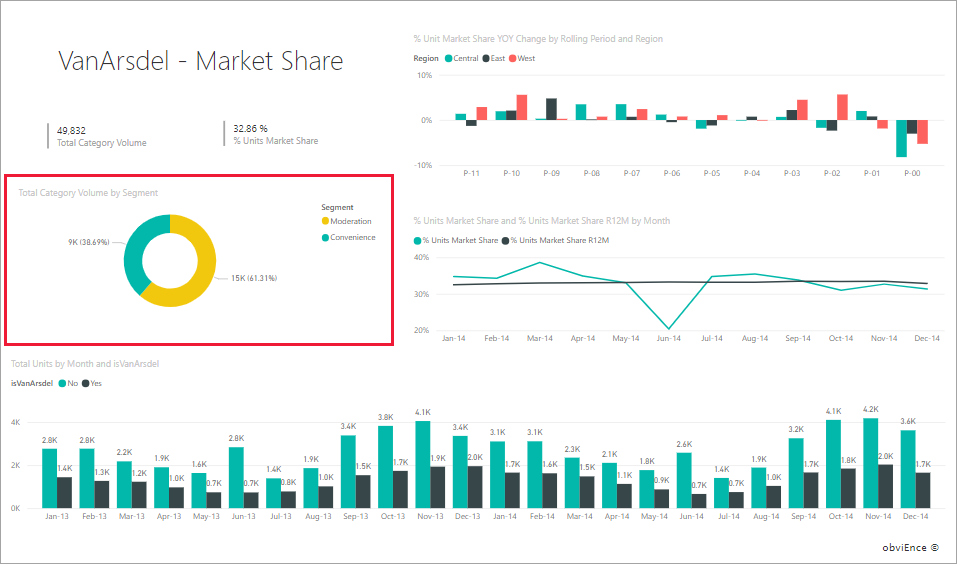 VanArsdel - Market Share
49,832
Total Category Volume
32.86 %
% Units Market Share
% Unit Market Share YOY Change by Rolling Period and Region
Region Central East West
10%
0%
-10%
P-11 P-10 P-09 P-08 P-07 P-06 P-05 P-04 P-03 P-02 P-01 P-00
Total Category Volume by Segment
Segment
Moderation
Convenience
9K (38.69%)
15K (61.31%)
% Units Market Share and % Units Market Share R12M by Month
% Units Market Share % Units Market Share R12M
40%
30%
20%
Jan-14 Feb-14 Mar-14 Apr-14 May-14 Jun-14 Jul-14 Aug-14 Sep-14 Oct-14 Nov-14 Dec-14
Total Units by Month and isVanArsdel
isVanArsdel No Yes
4K
2K
0K
2.8K 2.8K 2.2K 1.9K 1.6K 2.8K 1.4K 1.9K 3.4K 3.8K 4.1K 3.4K 3.1K 3.1K 2.3K 2.1K 1.8K 2.6K 1.4K 1.9K 3.2K 4.1K 4.2K 3.6K
1.4K 1.3K 1.2K 1.0K 0.7K 0.7K 0.8K 1.0K 1.5K 1.7K 1.9K 2.0K 1.7K 1.6K 1.5K 1.1K 0.9K 0.7K 0.7K 1.0K 1.7K 1.8K 2.0K 1.7K
Jan-13 Feb-13 Mar-13 Apr-13 May-13 Jun-13 Jul-13 Aug-13 Sep-13 Oct-13 Nov-13 Dec-13 Jan-14 Feb-14 Mar-14 Apr-14 May-14 Jun-14 Jul-14 Aug-14 Sep-14 Oct-14 Nov-14 Dec-14
obviEnce ©